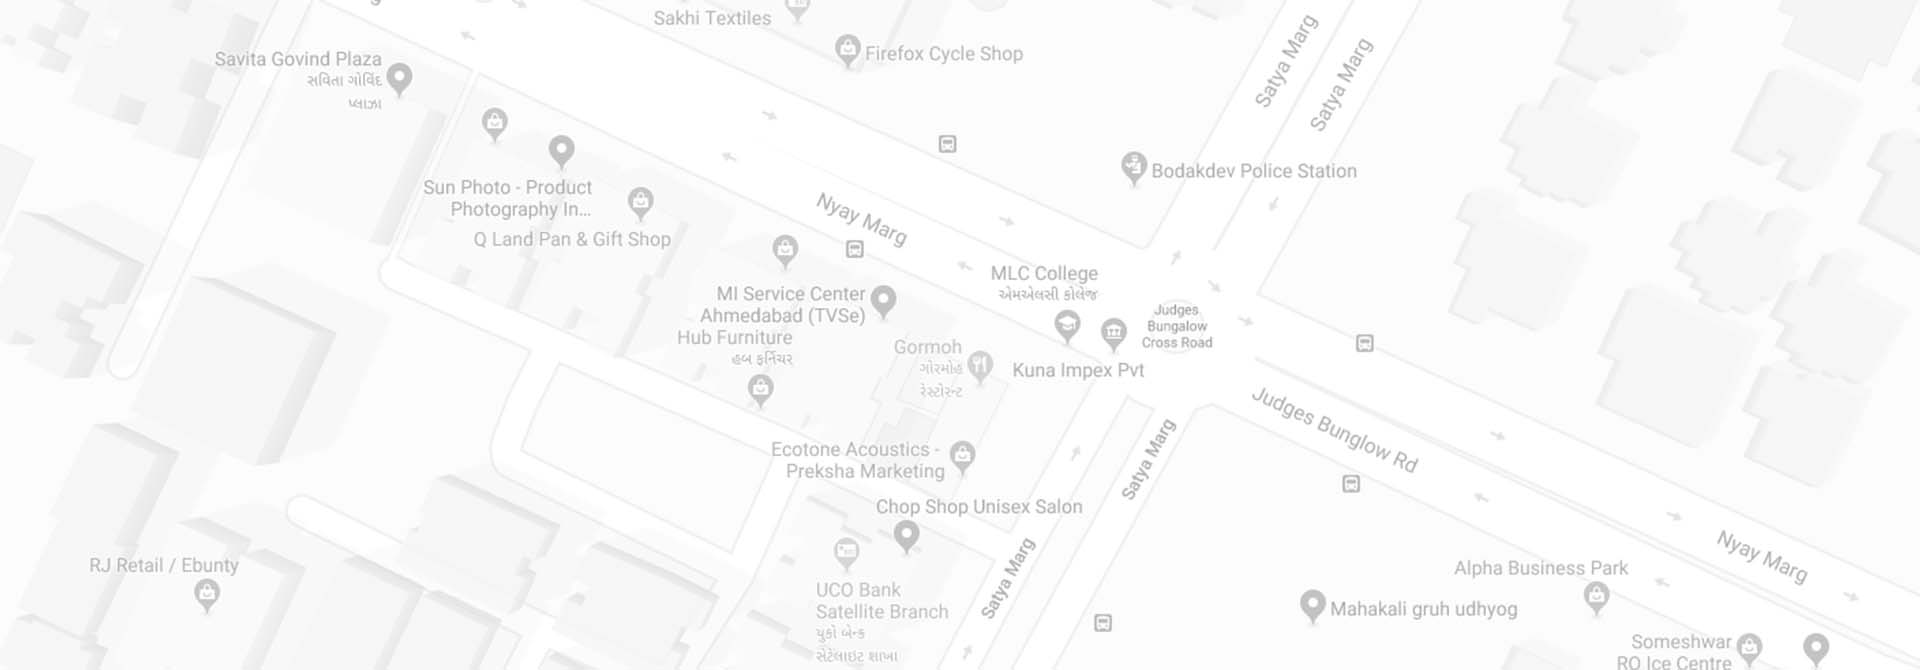 Sakhi Textiles
Firefox Cycle Shop
Satya Marg
Satya Marg
Savita Govind Plaza
સવિતા ગોવિંદ
પ્લાઝા
Bodakdev Police Station
Sun Photo - Product
Photography In...
Nyay Marg
Q Land Pan & Gift Shop
MLC College
એમએલસી કોલેજ
MI Service Center
Ahmedabad (TVSe)
Judges
Bungalow
Cross Road
Hub Furniture
હબ ફર્નિચર
Gormoh
ગોરમોહ
રેસ્ટોરન્ટ
Kuna Impex Pvt
Judges Bunglow Rd
Satya Marg
Ecotone Acoustics -
Preksha Marketing
Chop Shop Unisex Salon
Nyay Marg
RJ Retail / Ebunty
Satya Marg
Alpha Business Park
UCO Bank
Satellite Branch
યુકો બેન્ક
સેટેલાઇટ શાખા
Mahakali gruh udhyog
Someshwar
RO Ice Centre